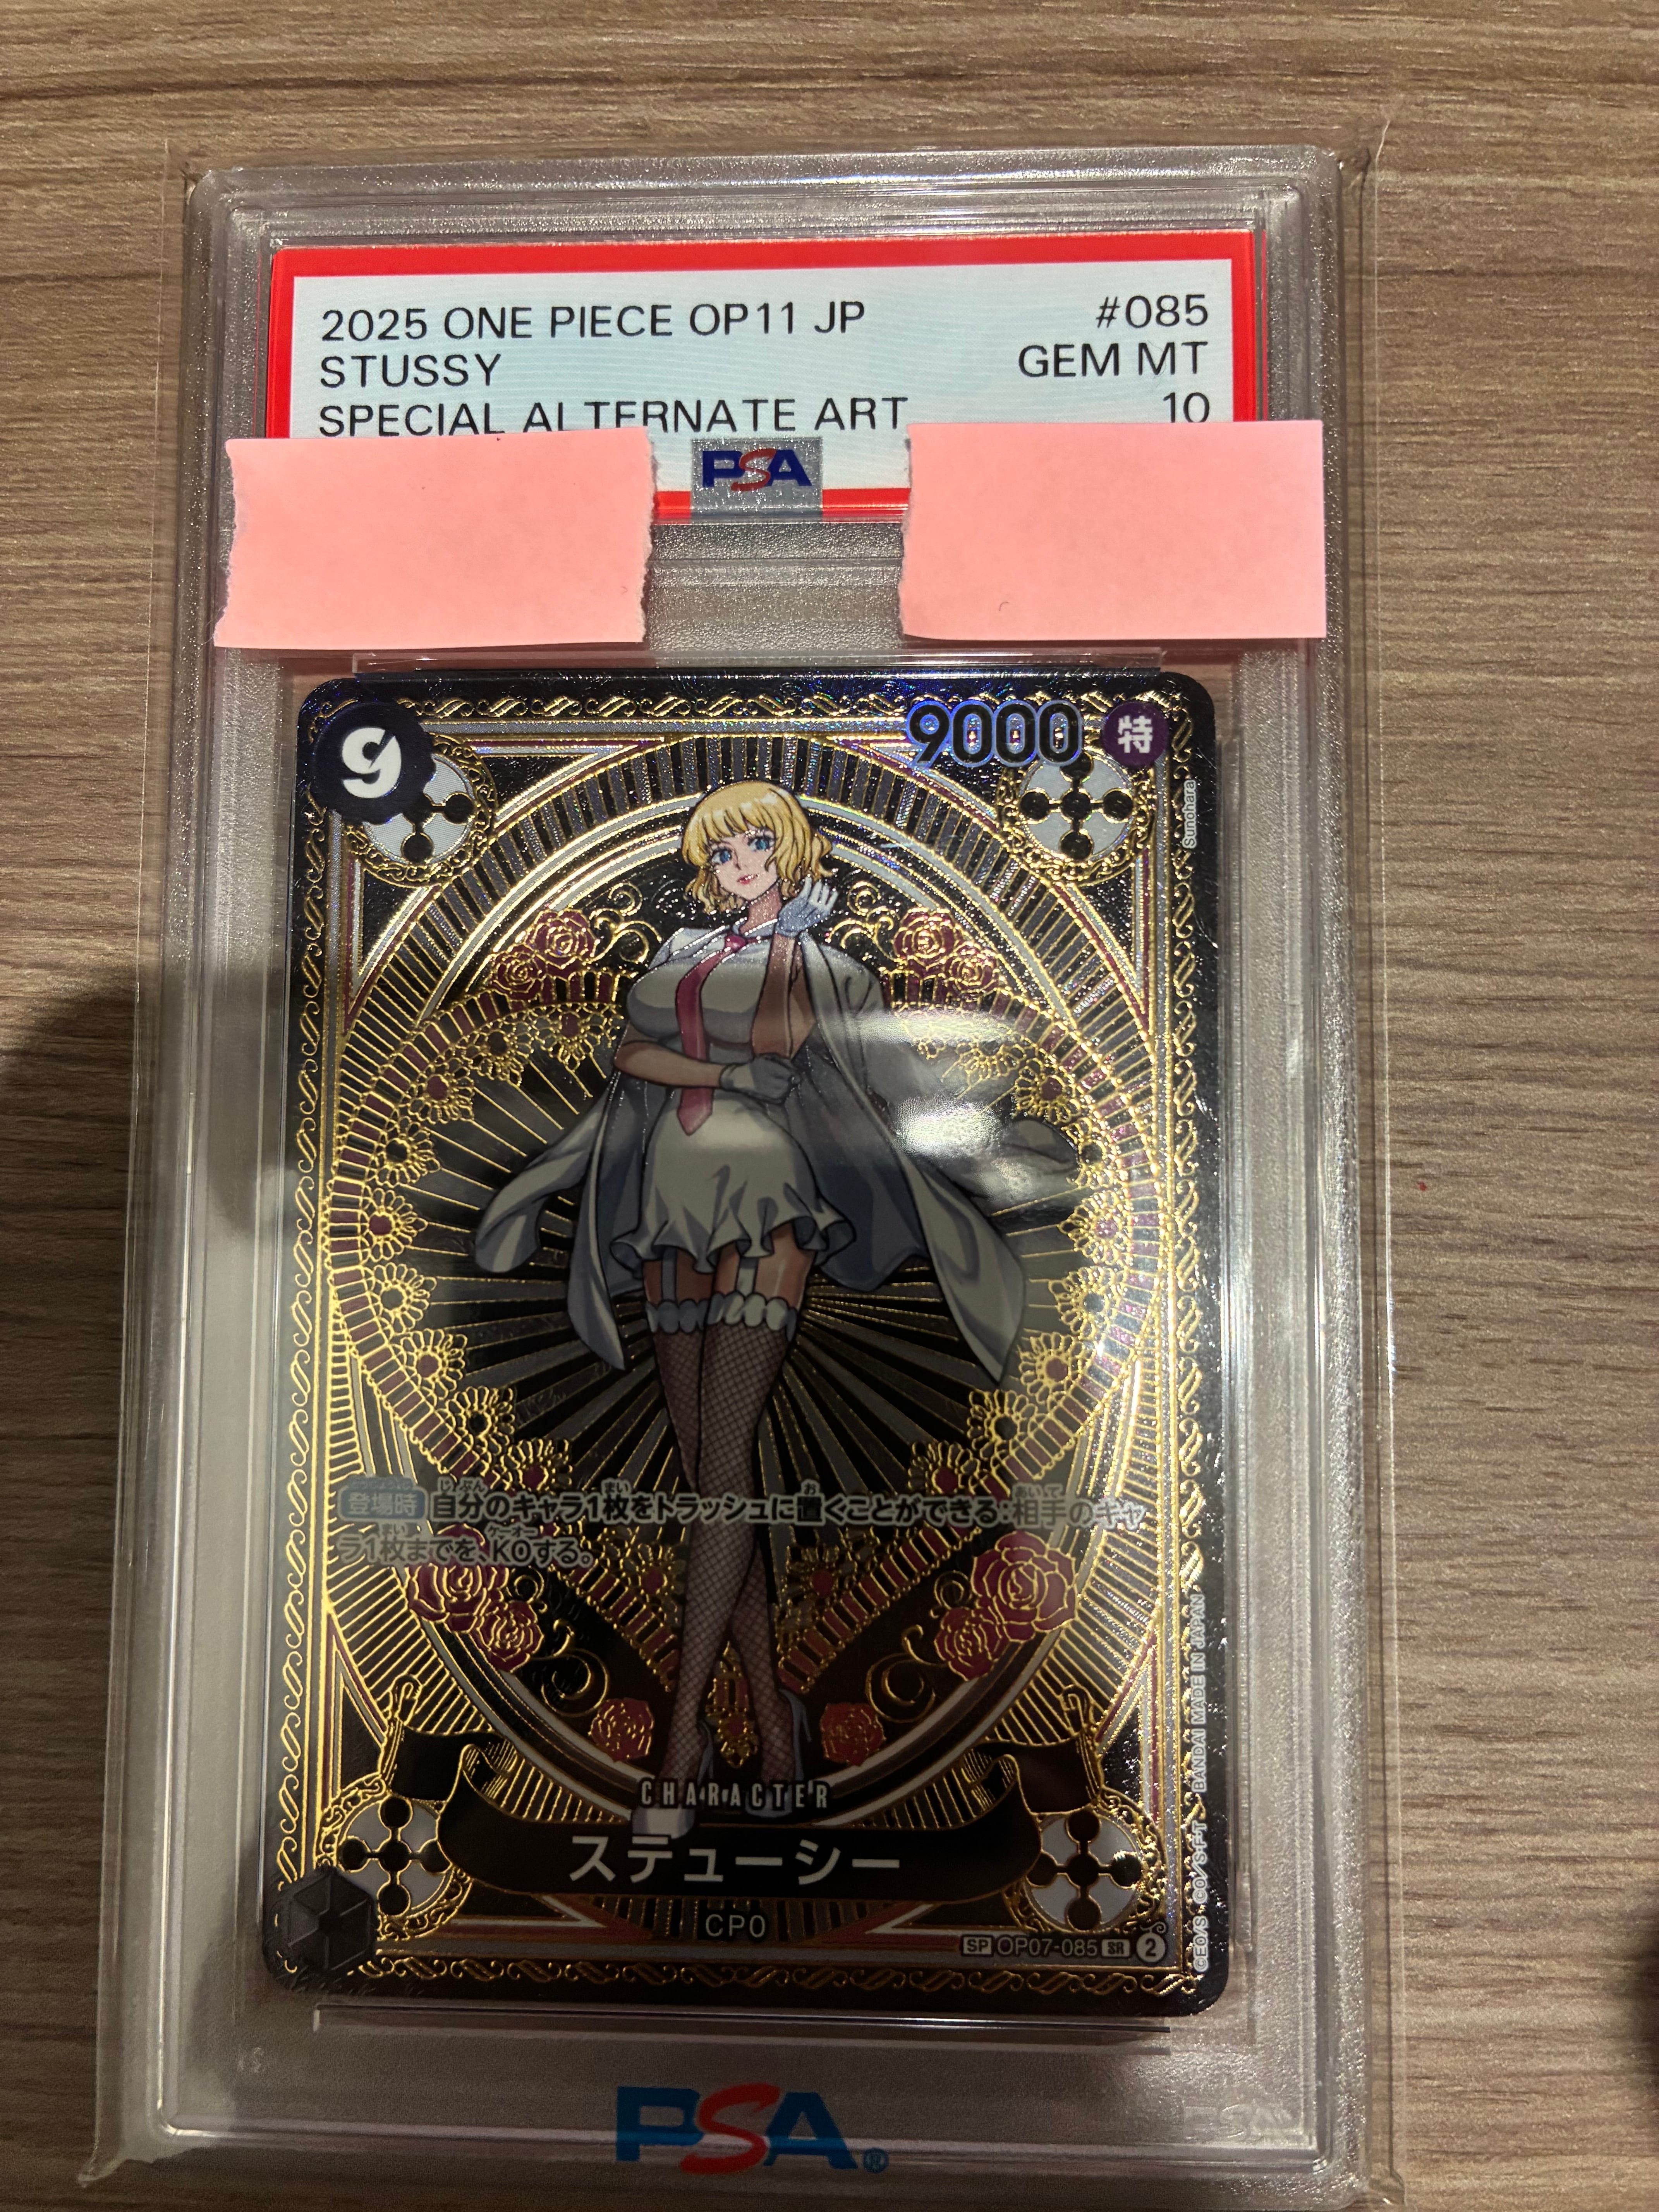 2025 ONE PIECE OP11 JP #085
STUSSY GEM MT
SPECIAL ALTERNATE ART 10
PSA
9 9000 特
Sunohara
登場時 自分のキャラ1枚をトラッシュに置くことができる:相手のキャ
ラ1枚までを、KOする。
CHARACTER
ステューシー
CP0
SP OP07-085 SR 2
©EO/S・CO/S・F・T BANDAI MADE IN JAPAN
PSA®